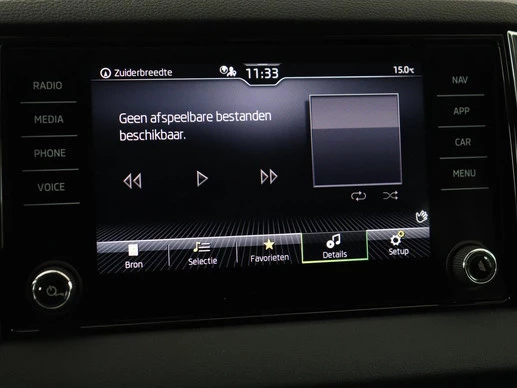 Zuiderbreedte
11:33
15.0℃
RADIO
MEDIA
PHONE
VOICE
NAV
APP
CAR
MENU
Geen afspeelbare bestanden
beschikbaar.
Bron
Selectie
Favorieten
Details
Setup